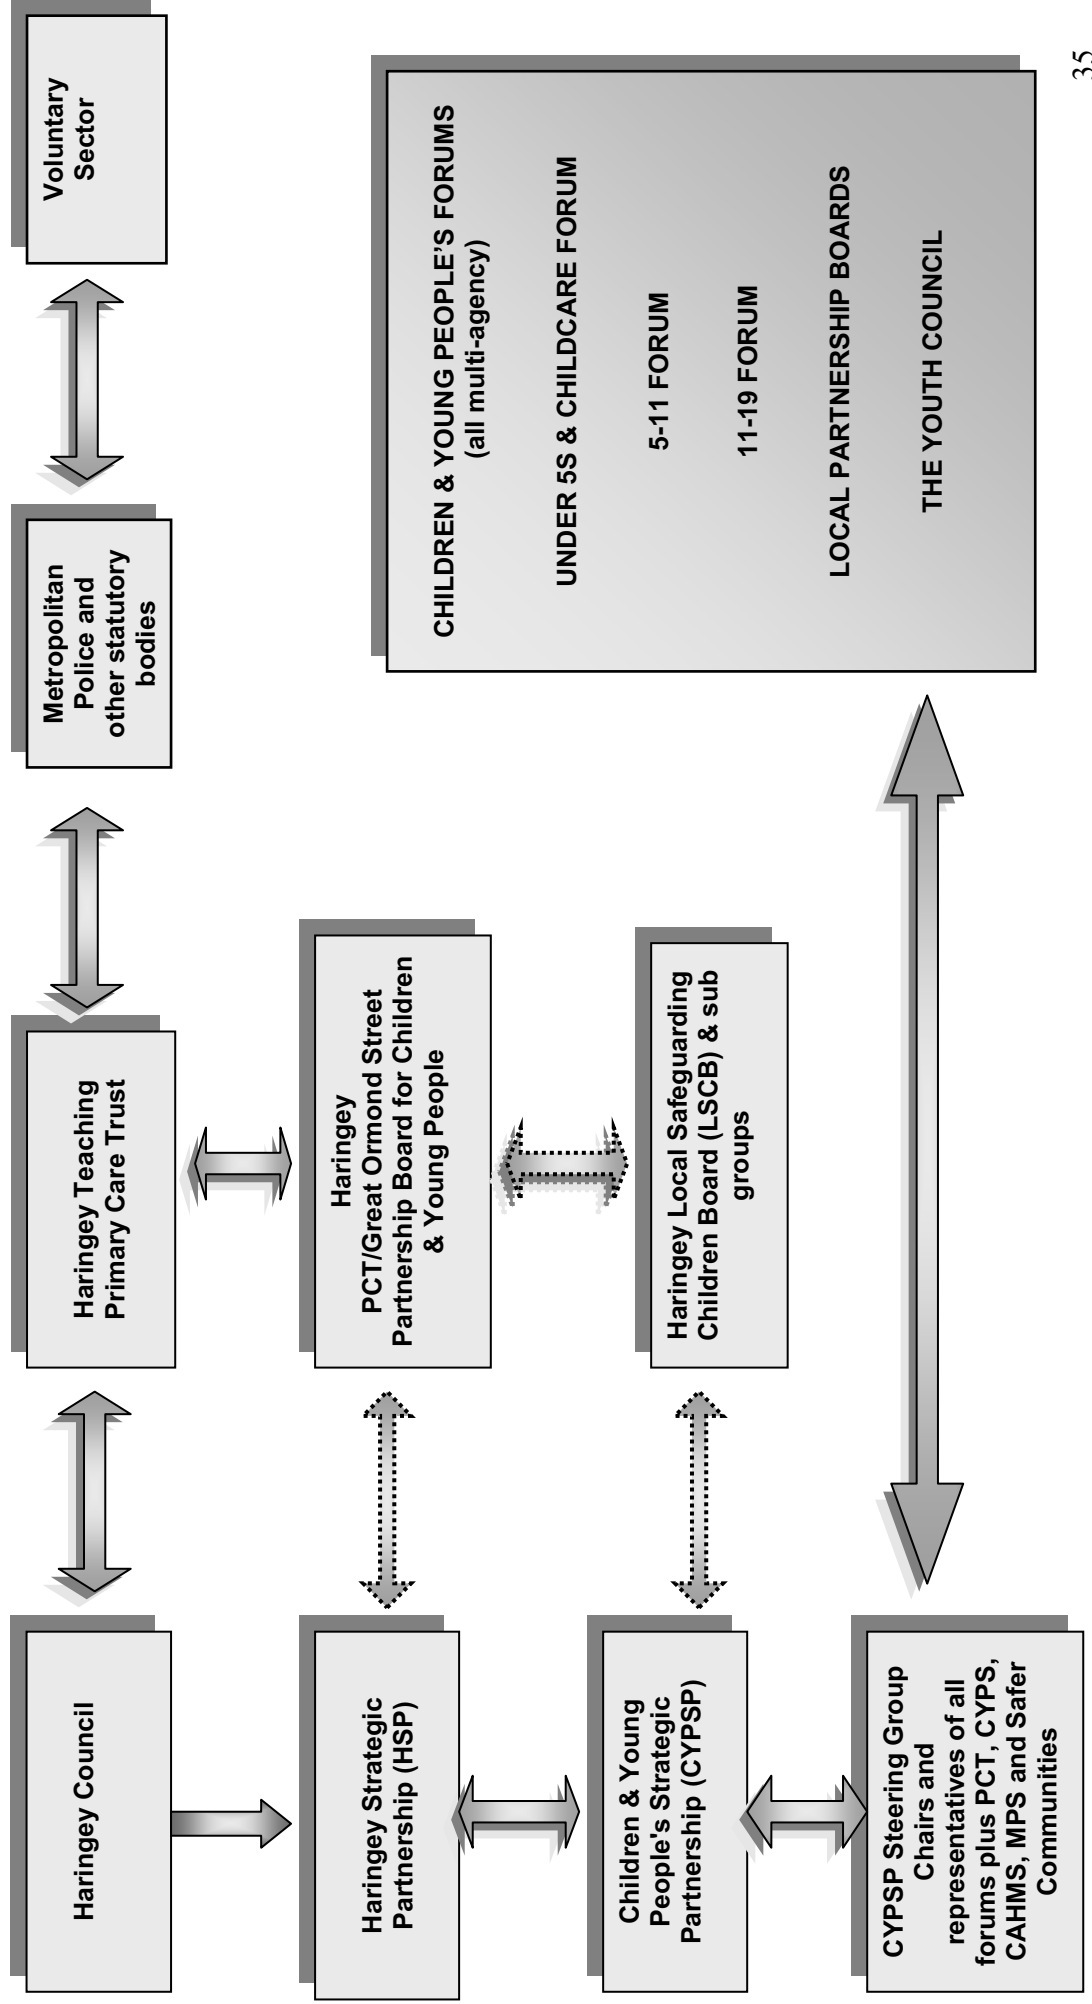 Haringey Council
Haringey Teaching
Primary Care Trust
Metropolitan
Police and
other statutory
bodies
Voluntary
Sector
Haringey Strategic
Partnership (HSP)
Haringey
PCT/Great Ormond Street
Partnership Board for Children
& Young People
Children & Young
People's Strategic
Partnership (CYPSP)
Haringey Local Safeguarding
Children Board (LSCB) & sub
groups
CYPSP Steering Group
Chairs and
representatives of all
forums plus PCT, CYPS,
CAHMS, MPS and Safer
Communities
CHILDREN & YOUNG PEOPLE’S FORUMS
(all multi-agency)
UNDER 5S & CHILDCARE FORUM
5-11 FORUM
11-19 FORUM
LOCAL PARTNERSHIP BOARDS
THE YOUTH COUNCIL
35